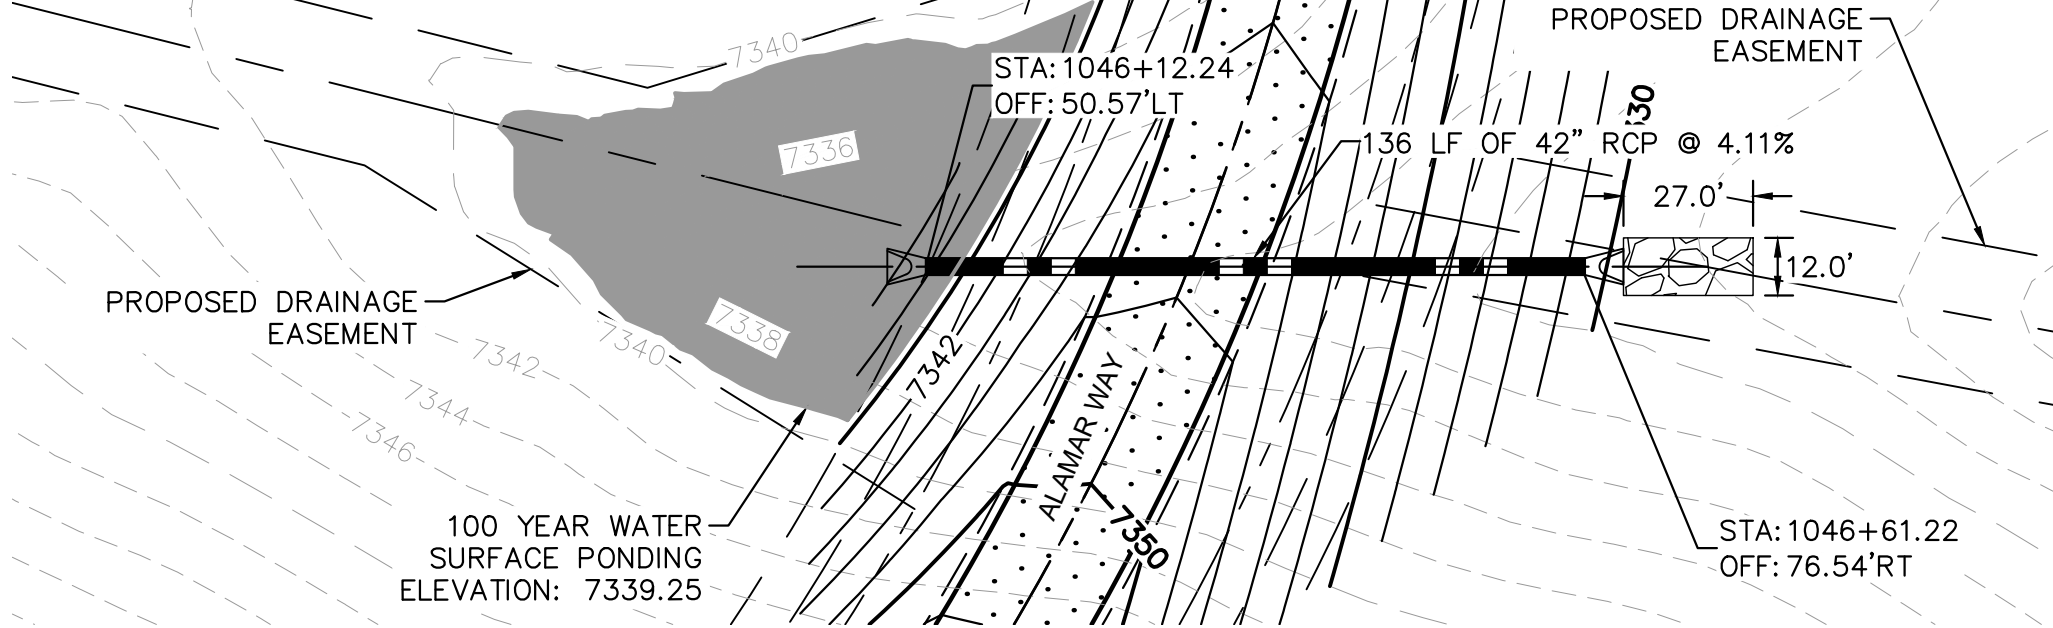 PROPOSED DRAINAGE
EASEMENT
7340
STA:1046+12.24
OFF:50.57'LT
7336
136 LF OF 42" RCP @ 4.11%
27.0'
12.0'
PROPOSED DRAINAGE
EASEMENT
7338
7340
7342
7342
7344
7346
ALAMAR WAY
7350
100 YEAR WATER
SURFACE PONDING
ELEVATION: 7339.25
STA:1046+61.22
OFF:76.54'RT